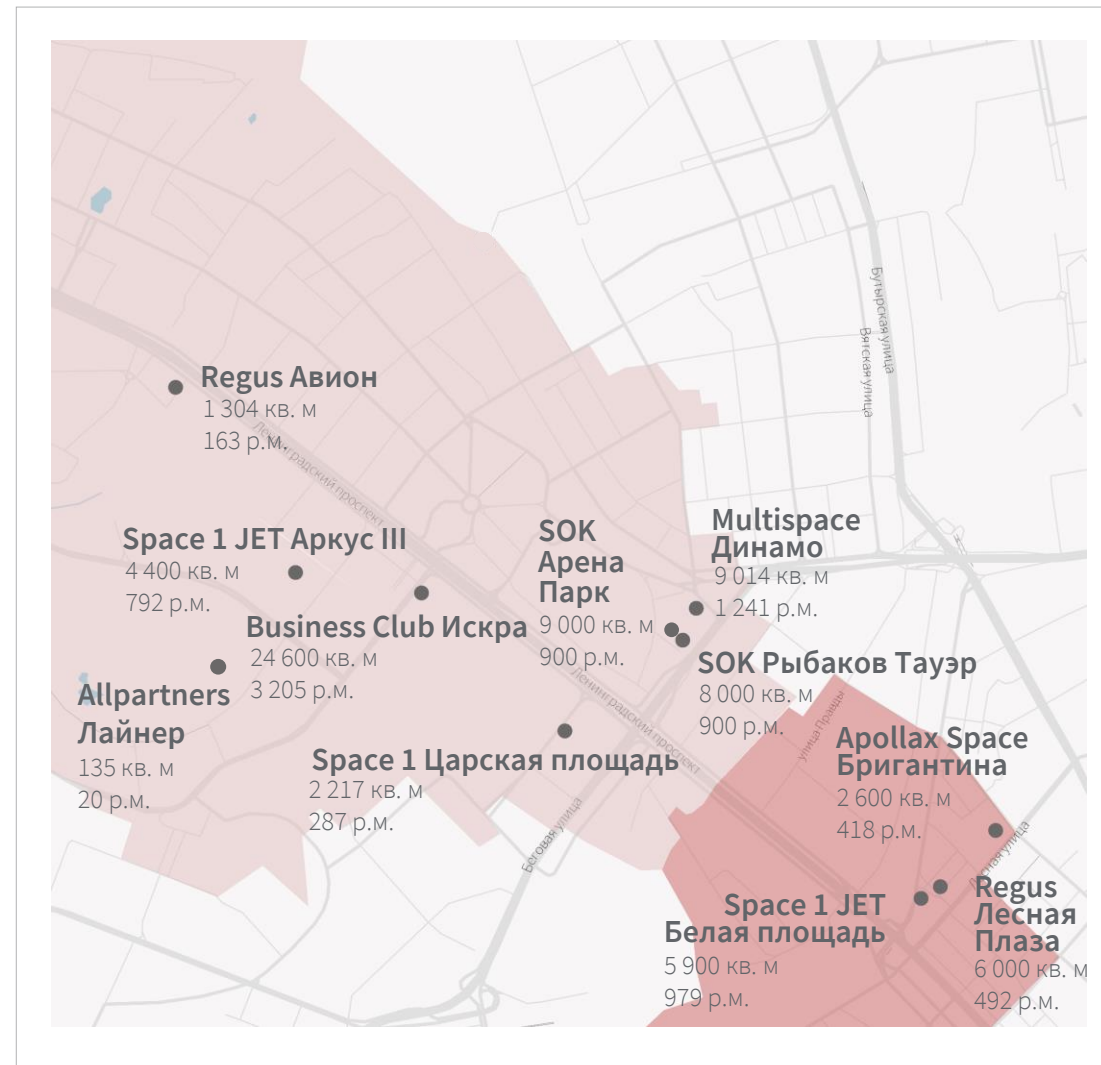 Бутырская улица
Вятская улица
Regus Авион
1 304 кв. м
163 р.м.
Ленинградский проспект
Space 1 JET Аркус III
4 400 кв. м
792 р.м.
Business Club Искра
24 600 кв. м
3 205 р.м.
SOK
Арена
Парк
9 000 кв. м
900 р.м.
Multispace
Динамо
9 014 кв. м
1 241 р.м.
SOK Рыбаков Тауэр
8 000 кв. м
900 р.м.
Allpartners
Лайнер
135 кв. м
20 р.м.
Ленинградский проспект
улица Правды
Space 1 Царская площадь
2 217 кв. м
287 р.м.
Apollax Space
Бригантина
2 600 кв. м
418 р.м.
Беговая улица
Лесная улица
Space 1 JET
Белая площадь
5 900 кв. м
979 р.м.
Regus
Лесная
Плаза
6 000 кв. м
492 р.м.